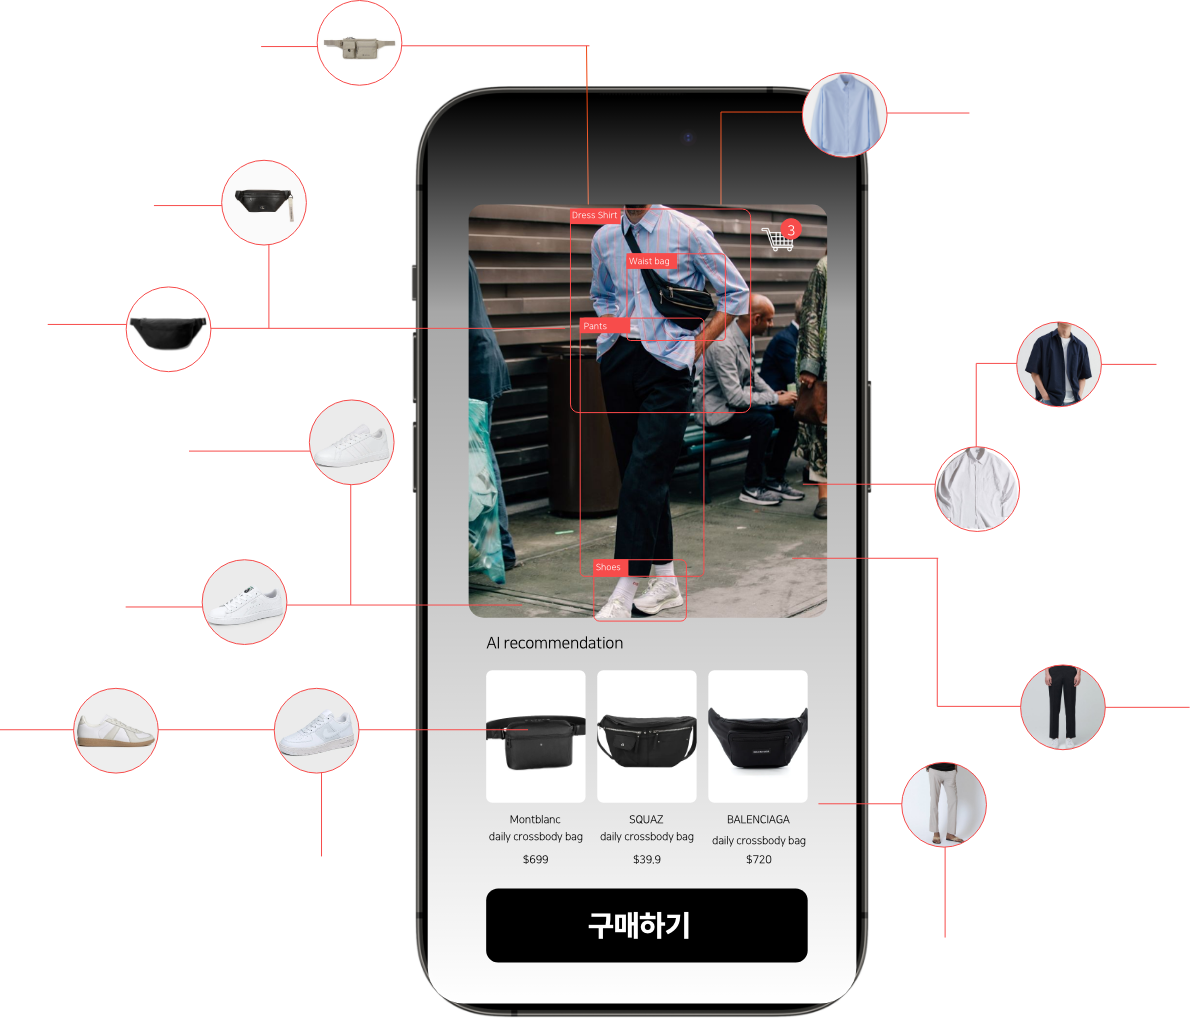 Dress Shirt
3
Waist bag
Pants
Shoes
AI recommendation
Montblanc
daily crossbody bag
$699
SQUAZ
daily crossbody bag
$39.9
BALENCIAGA
daily crossbody bag
$720
구매하기